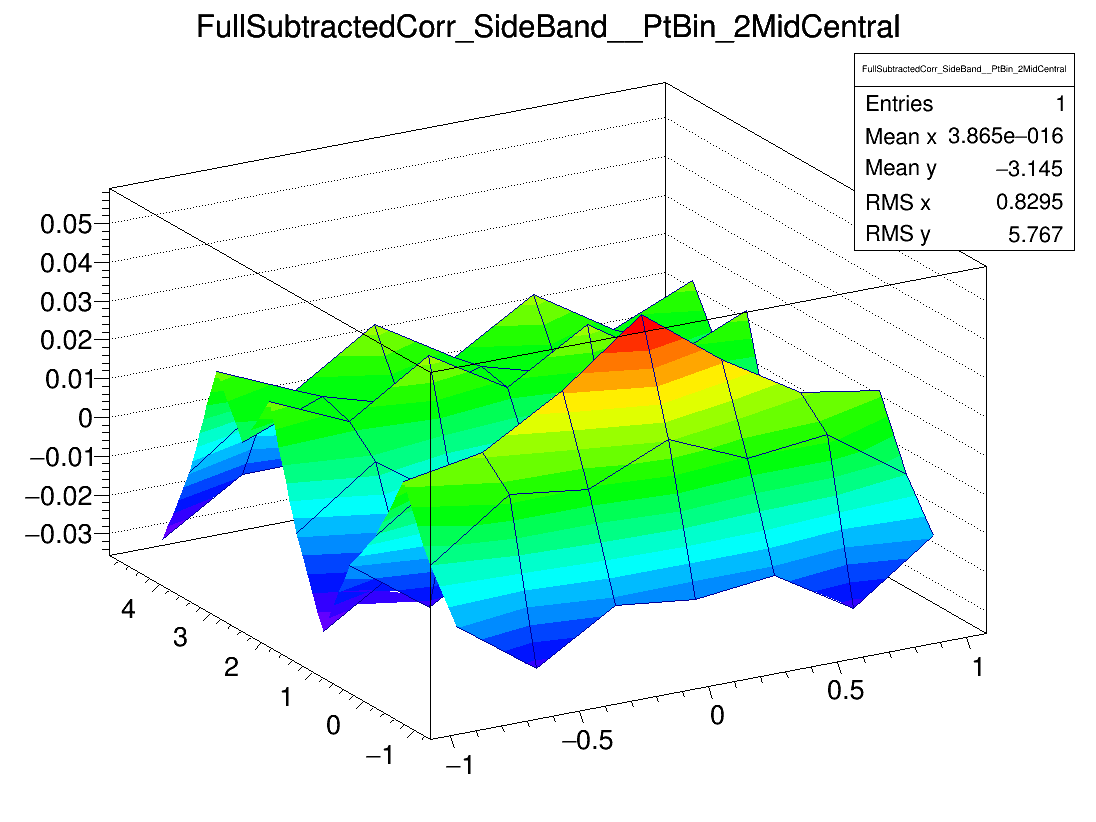 FullSubtractedCorr_SideBand__PtBin_2MidCentral
FullSubtractedCorr_SideBand__PtBin_2MidCentral
Entries 1
Mean x 3.865e−016
Mean y −3.145
RMS x 0.8295
RMS y 5.767
0.05
0.04
0.03
0.02
0.01
0
−0.01
−0.02
−0.03
4
3
2
1
0
−1
−1
−0.5
0
0.5
1